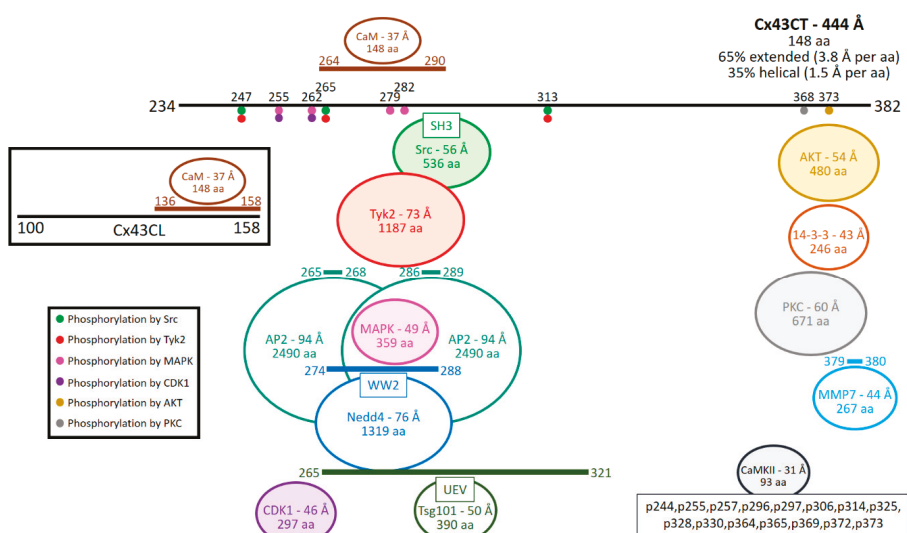 Cx43CT - 444 Å
148 aa
65% extended (3.8 Å per aa)
35% helical (1.5 Å per aa)
CaM - 37 Å
148 aa
264 290
234 247 255 262 265 279 282 313 368 373 382
SH3
Src - 56 Å
536 aa
AKT - 54 Å
480 aa
CaM - 37 Å
148 aa
136 158
100 Cx43CL 158
Tyk2 - 73 Å
1187 aa
14-3-3 - 43 Å
246 aa
265 268 286 289
PKC - 60 Å
671 aa
MAPK - 49 Å
359 aa
AP2 - 94 Å
2490 aa
AP2 - 94 Å
2490 aa
Phosphorylation by Src
Phosphorylation by Tyk2
Phosphorylation by MAPK
Phosphorylation by CDK1
Phosphorylation by AKT
Phosphorylation by PKC
274 288
WW2
Nedd4 - 76 Å
1319 aa
379 380
MMP7 - 44 Å
267 aa
265 321
UEV
Tsg101 - 50 Å
390 aa
CDK1 - 46 Å
297 aa
CaMKII - 31 Å
93 aa
p244,p255,p257,p296,p297,p306,p314,p325,
p328,p330,p364,p365,p369,p372,p373